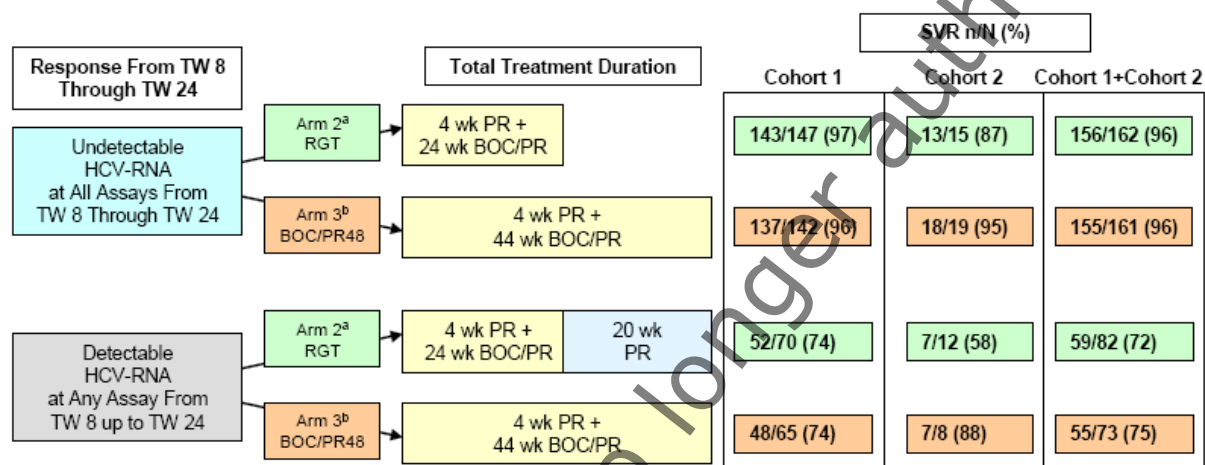 SVR n/N (%)
Response From TW 8
Through TW 24
Total Treatment Duration
Cohort 1
Cohort 2
Cohort 1+Cohort 2
Undetectable
HCV-RNA
at All Assays From
TW 8 Through TW 24
Arm 2ª
RGT
4 wk PR +
24 wk BOC/PR
143/147 (97)
13/15 (87)
156/162 (96)
Arm 3ᵇ
BOC/PR48
4 wk PR +
44 wk BOC/PR
137/142 (96)
18/19 (95)
155/161 (96)
Detectable
HCV-RNA
at Any Assay From
TW 8 up to TW 24
Arm 2ª
RGT
4 wk PR +
24 wk BOC/PR
20 wk
PR
52/70 (74)
7/12 (58)
59/82 (72)
Arm 3ᵇ
BOC/PR48
4 wk PR +
44 wk BOC/PR
48/65 (74)
7/8 (88)
55/73 (75)
longer